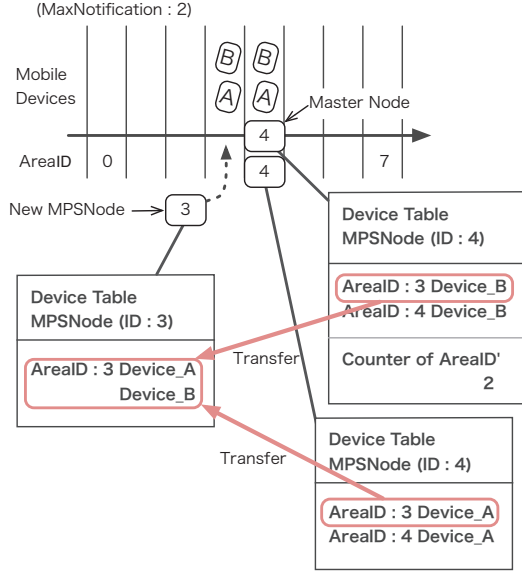 (MaxNotification : 2)
Mobile
Devices
B
B
A
A
Master Node
4
AreaID
0
7
4
New MPSNode
3
Device Table
MPSNode (ID : 4)
AreaID : 3 Device_B
AreaID : 4 Device_B
Counter of AreaID'
2
Device Table
MPSNode (ID : 3)
AreaID : 3 Device_A
Device_B
Transfer
Transfer
Device Table
MPSNode (ID : 4)
AreaID : 3 Device_A
AreaID : 4 Device_A